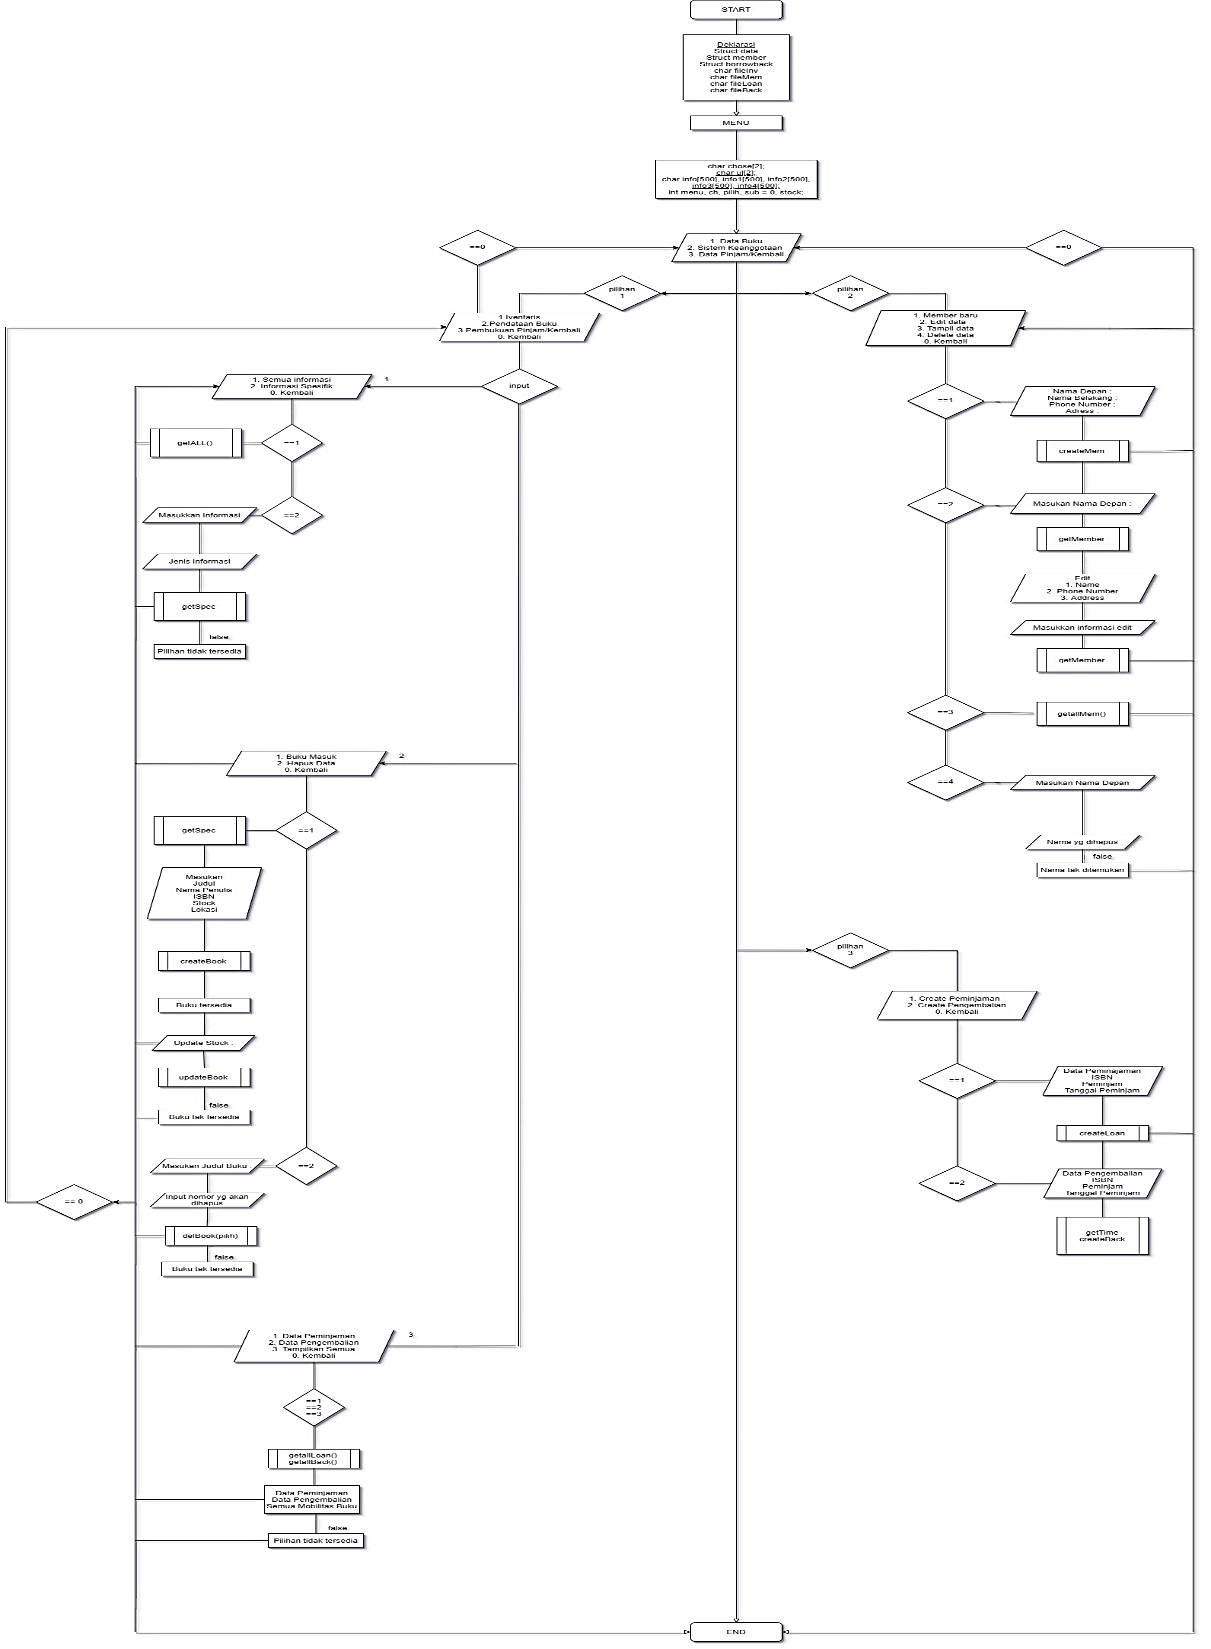 START
Deklarasi
Struct data
Struct member
Struct borrowback
char fileInv
char fileMem
char fileLoan
char fileBack
MENU
char chose[2];
char ul[2];
char info[500], info1[500], info2[500],
info3[500], info4[500];
int menu, ch, pilih, sub = 0, stock;
1. Data Buku
2. Sistem Keanggotaan
3. Data Pinjam/Kembali
==0
==0
pilihan
1
pilihan
2
1 Iventaris
2.Pendataan Buku
3 Pembukuan Pinjam/Kembali
0. Kembali
input
1
1. Semua informasi
2. Informasi Spesifik
0. Kembali
getALL()
==1
Masukkan Informasi
==2
Jenis Informasi
getSpec
false
Pilihan tidak tersedia
2
1. Buku Masuk
2. Hapus Data
0. Kembali
getSpec
==1
Masukan
Judul
Nama Penulis
ISBN
Stock
Lokasi
createBook
Buku tersedia
Update Stock :
updateBook
false
Buku tak tersedia
Masukan Judul Buku :
==2
input nomor yg akan
dihapus
delBook(pilih)
false
Buku tak tersedia
== 0
3
1. Data Peminjaman
2. Data Pengembalian
3. Tampilkan Semua
0. Kembali
==1
==2
==3
getallLoan()
getallBack()
Data Peminjaman
Data Pengembalian
Semua Mobilitas Buku
false
Pilihan tidak tersedia
1. Member baru
2. Edit data
3. Tampil data
4. Delete data
0. Kembali
==1
Nama Depan :
Nama Belakang :
Phone Number :
Adress :
createMem
==2
Masukan Nama Depan :
getMember
Edit
1. Name
2. Phone Number
3. Address
Masukkan informasi edit
getMember
==3
getallMem()
==4
Masukan Nama Depan
Nama yg dihapus
false
Nama tak ditemukan
pilihan
3
1. Create Peminjaman
2. Create Pengembalian
0. Kembali
==1
Data Peminajaman
ISBN
Peminjam
Tanggal Peminjam
createLoan
==2
Data Pengembalian
ISBN
Peminjam
Tanggal Peminjam
getTime
createBack
END